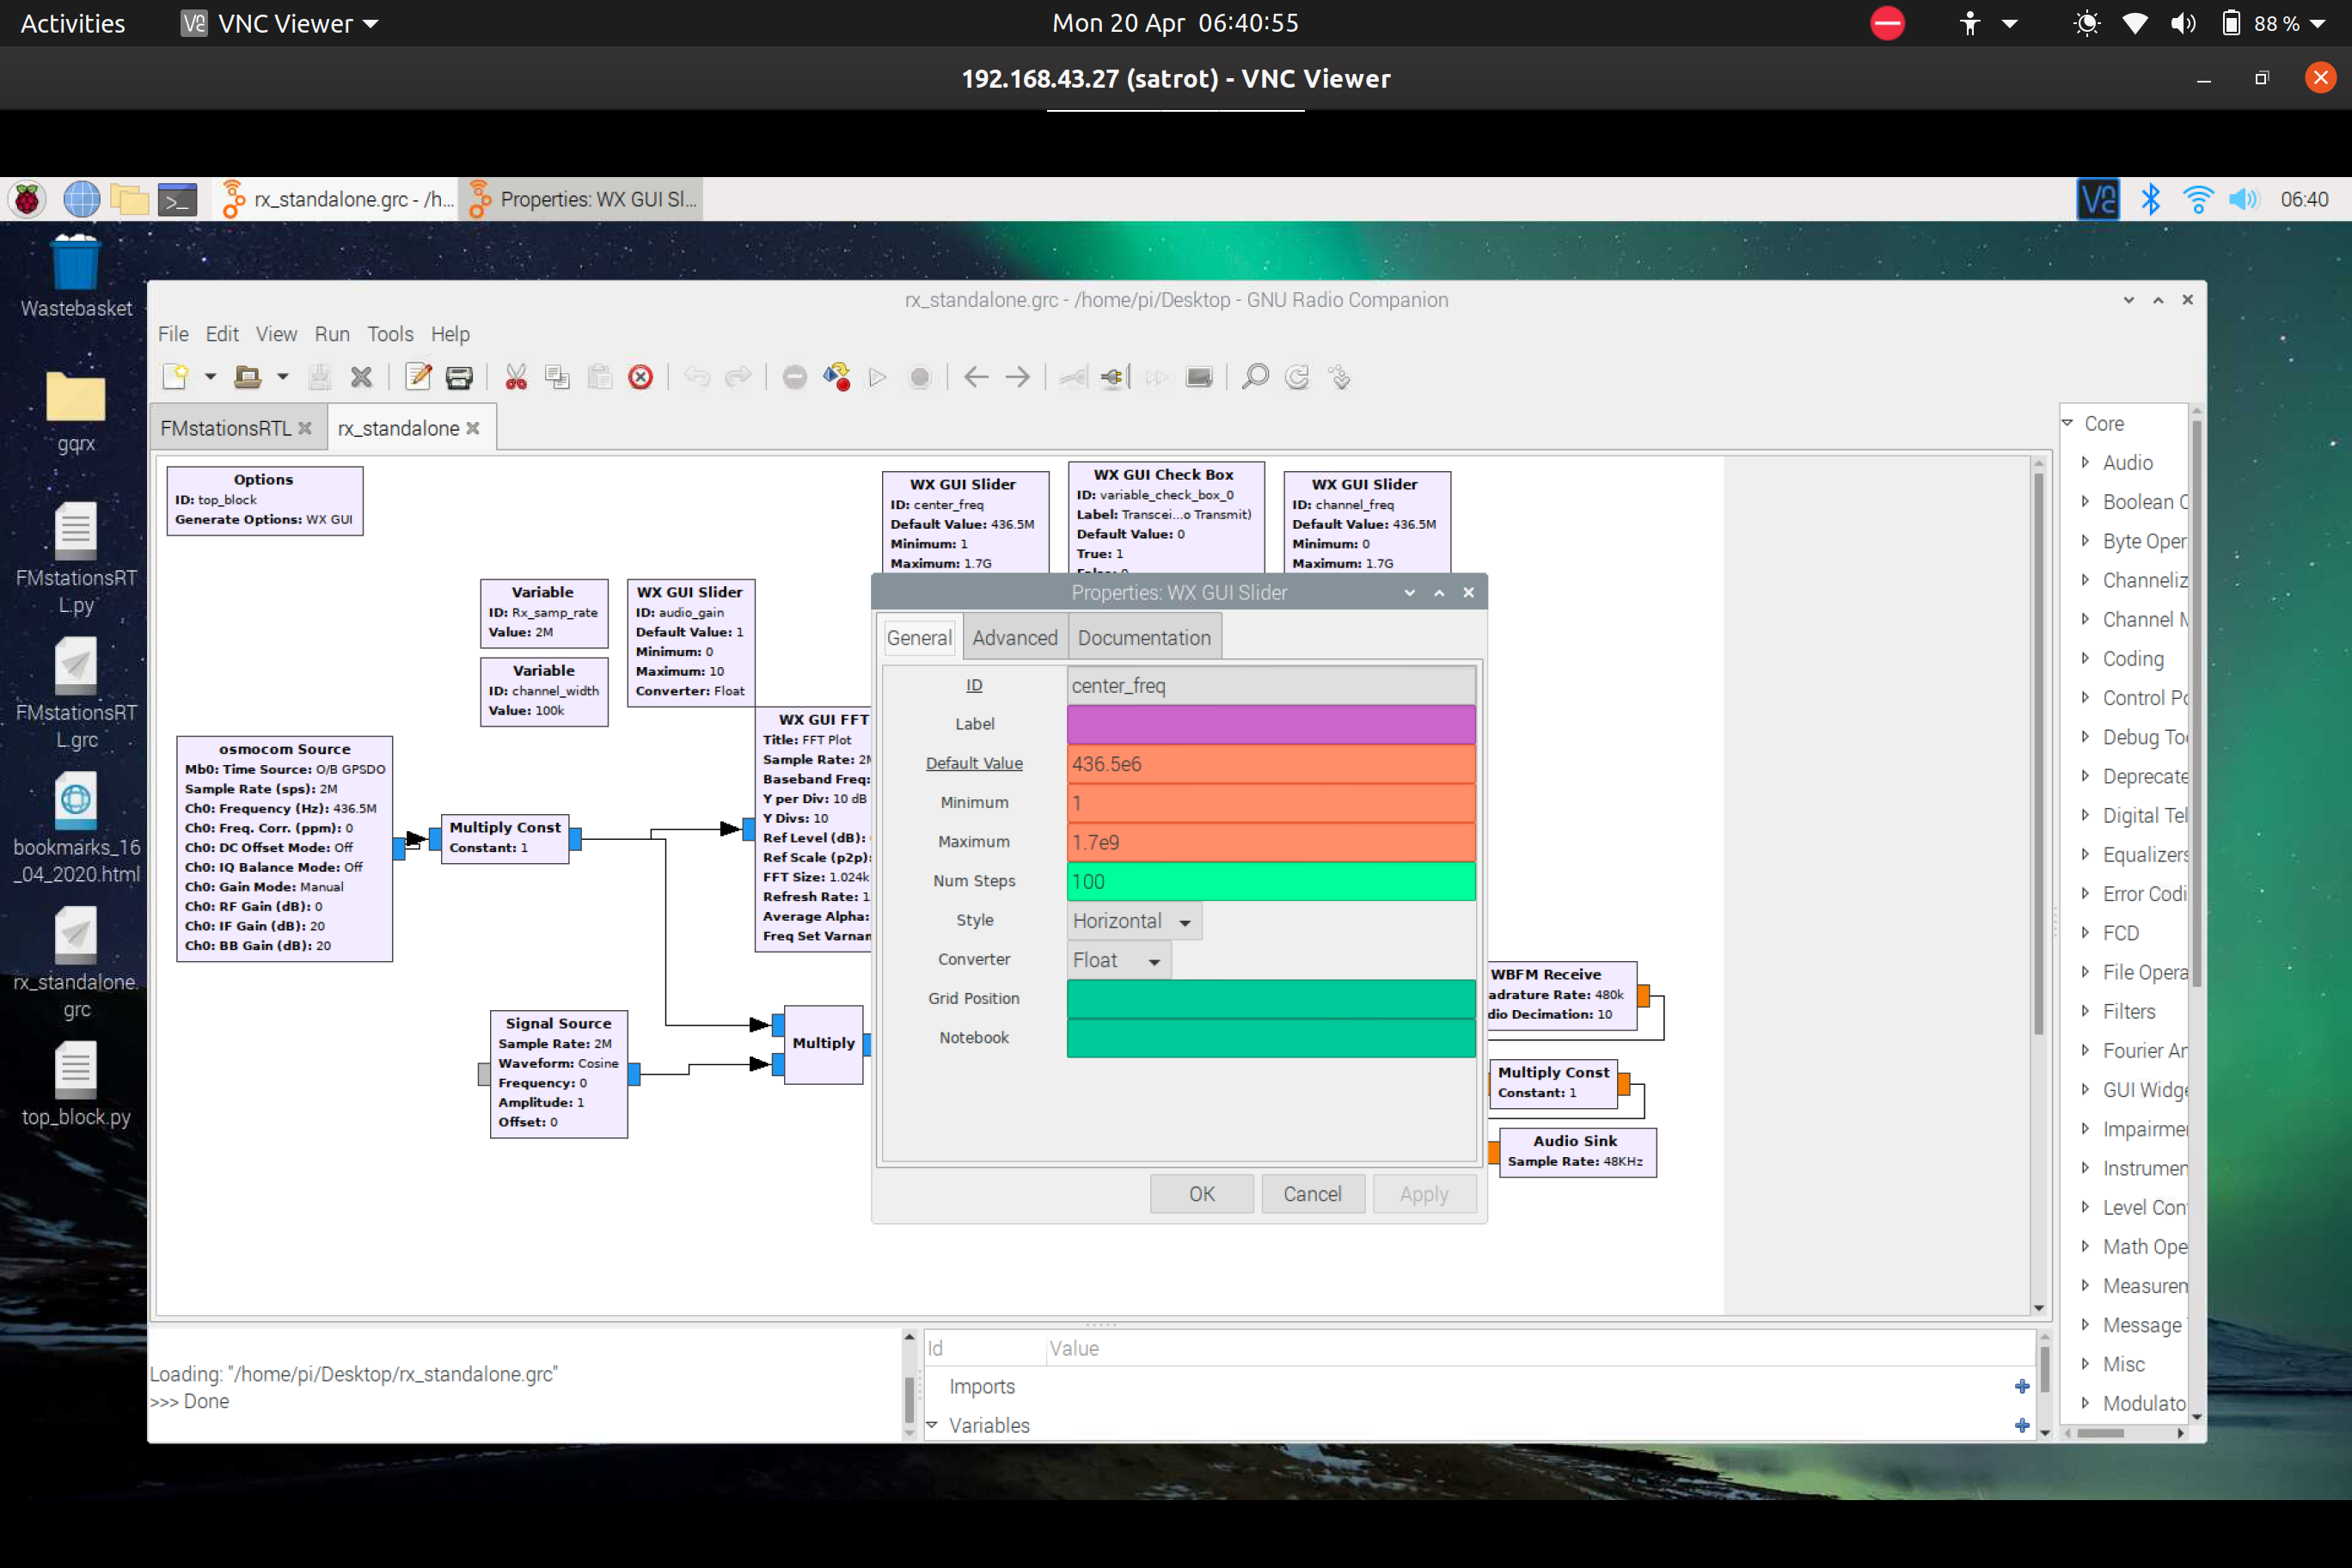 Activities
VNC Viewer
Mon 20 Apr 06:40:55
88 %
192.168.43.27 (satrot) - VNC Viewer
rx_standalone.grc - /h...
Properties: WX GUI Sl...
06:40
Wastebasket
gqrx
FMstationsRT
L.py
FMstationsRT
L.grc
bookmarks_16
_04_2020.html
rx_standalone.
grc
top_block.py
rx_standalone.grc - /home/pi/Desktop - GNU Radio Companion
File Edit View Run Tools Help
FMstationsRTL
rx_standalone
Options
ID: top_block
Generate Options: WX GUI
WX GUI Slider
ID: center_freq
Default Value: 436.5M
Minimum: 1
Maximum: 1.7G
WX GUI Check Box
ID: variable_check_box_0
Label: Transcei...o Transmit)
Default Value: 0
True: 1
WX GUI Slider
ID: channel_freq
Default Value: 436.5M
Minimum: 0
Maximum: 1.7G
Variable
ID: Rx_samp_rate
Value: 2M
Variable
ID: channel_width
Value: 100k
WX GUI Slider
ID: audio_gain
Default Value: 1
Minimum: 0
Maximum: 10
Converter: Float
WX GUI FFT
Title: FFT Plot
Sample Rate: 2M
Baseband Freq:
Y per Div: 10 dB
Y Divs: 10
Ref Level (dB):
Ref Scale (p2p):
FFT Size: 1.024k
Refresh Rate: 1
Average Alpha:
Freq Set Varnam
osmocom Source
Mb0: Time Source: O/B GPSDO
Sample Rate (sps): 2M
Ch0: Frequency (Hz): 436.5M
Ch0: Freq. Corr. (ppm): 0
Ch0: DC Offset Mode: Off
Ch0: IQ Balance Mode: Off
Ch0: Gain Mode: Manual
Ch0: RF Gain (dB): 0
Ch0: IF Gain (dB): 20
Ch0: BB Gain (dB): 20
Multiply Const
Constant: 1
Signal Source
Sample Rate: 2M
Waveform: Cosine
Frequency: 0
Amplitude: 1
Offset: 0
Multiply
Properties: WX GUI Slider
General
Advanced
Documentation
ID
center_freq
Label
Default Value
436.5e6
Minimum
1
Maximum
1.7e9
Num Steps
100
Style
Horizontal
Converter
Float
Grid Position
Notebook
OK
Cancel
Apply
WBFM Receive
adrature Rate: 480k
dio Decimation: 10
Multiply Const
Constant: 1
Audio Sink
Sample Rate: 48KHz
Core
Audio
Boolean O
Byte Oper
Channeliz
Channel M
Coding
Control Po
Debug Too
Deprecate
Digital Tel
Equalizers
Error Codi
FCD
File Opera
Filters
Fourier An
GUI Widge
Impairmen
Instrumen
Level Con
Math Ope
Measurem
Message
Misc
Modulato
Loading: "/home/pi/Desktop/rx_standalone.grc"
>>> Done
Id
Value
Imports
Variables